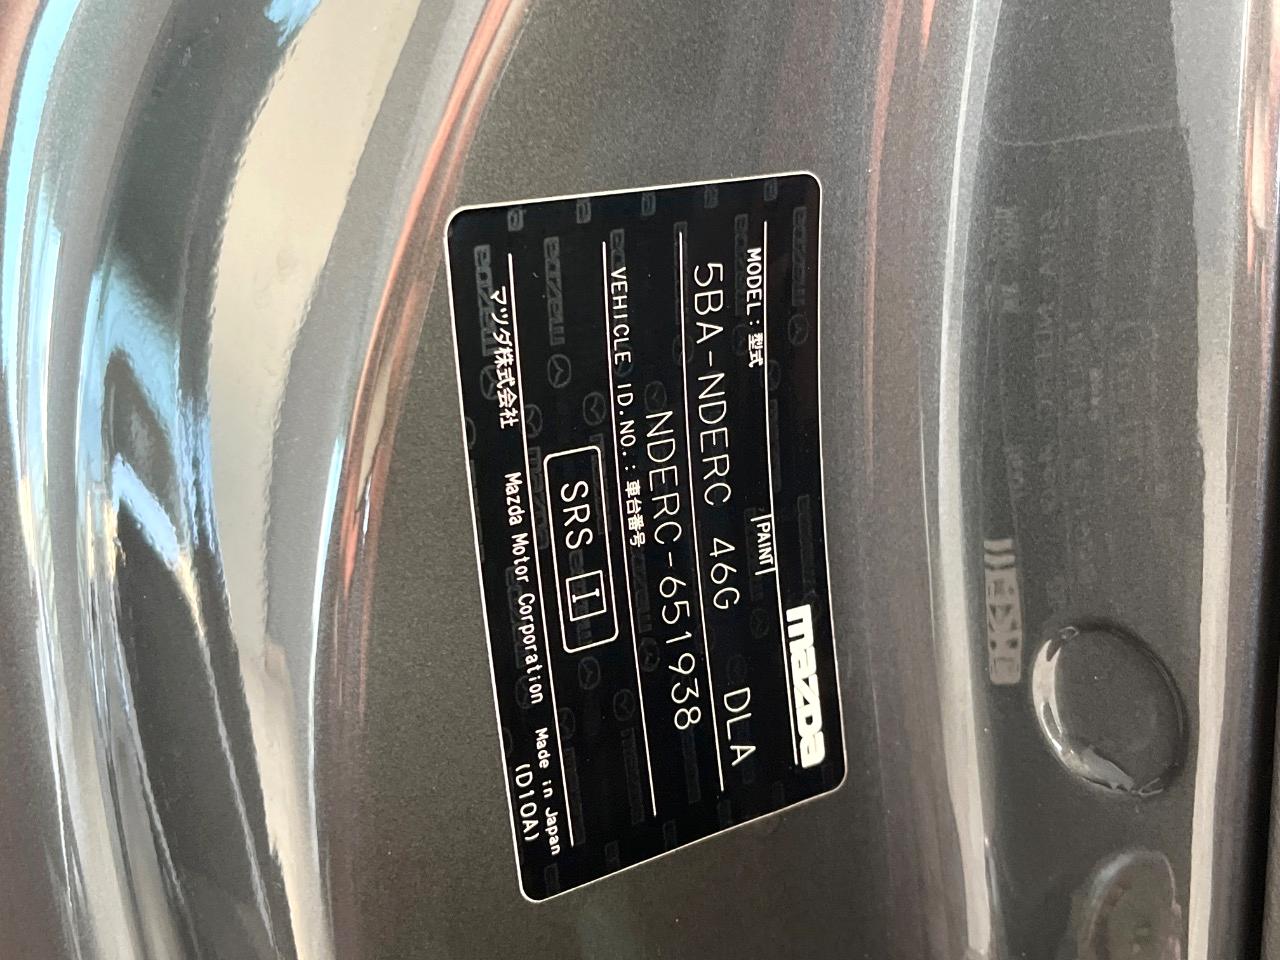 mazda
MODEL:型式 PAINT
5BA-NDERC 46G DLA
VEHICLE ID.NO.:車台番号
NDERC-651938
SRS I
マツダ株式会社 Mazda Motor Corporation Made in Japan
(D10A)